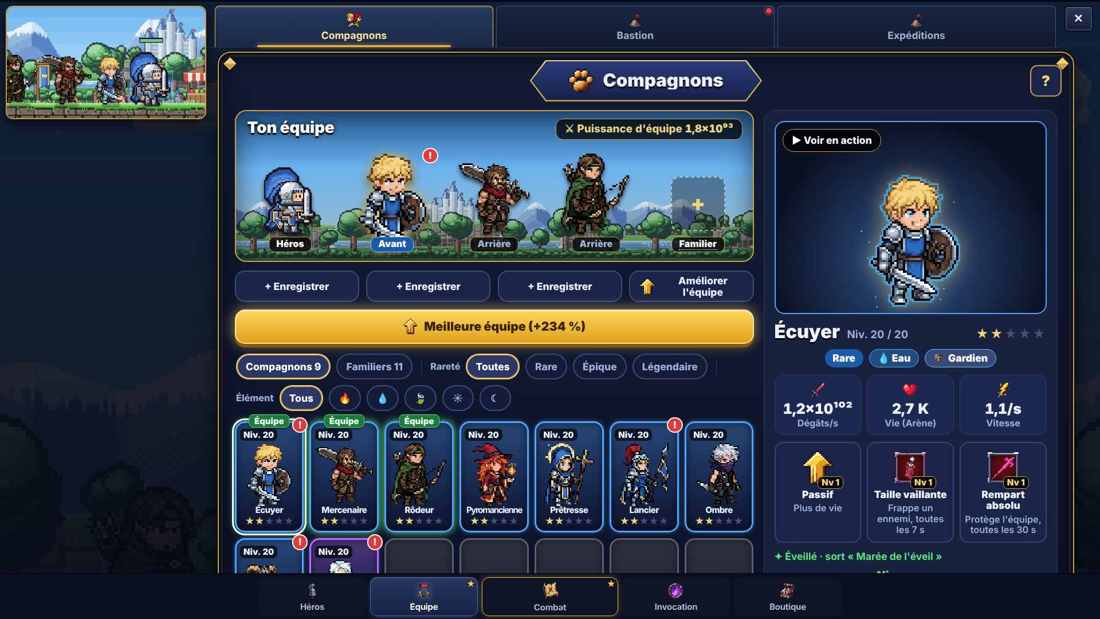 Compagnons
Bastion
Expéditions
×
Compagnons
?
Ton équipe
Puissance d'équipe 1,8×10⁹³
!
Héros
Avant
Arrière
Arrière
+
Familier
+ Enregistrer
+ Enregistrer
+ Enregistrer
Améliorer l'équipe
Meilleure équipe (+234 %)
Compagnons 9
Familiers 11
Rareté
Toutes
Rare
Épique
Légendaire
Élément
Tous
Équipe
!
Niv. 20
Écuyer
Équipe
Niv. 20
Mercenaire
Équipe
Niv. 20
Rôdeur
Niv. 20
Pyromancienne
Niv. 20
Prêtresse
!
Niv. 20
Lancier
Niv. 20
Ombre
!
Niv. 20
!
Niv. 20
▶ Voir en action
Écuyer Niv. 20 / 20
Rare
Eau
Gardien
1,2×10¹⁰²
Dégâts/s
2,7 K
Vie (Arène)
1,1/s
Vitesse
Nv 1
Passif
Plus de vie
Nv 1
Taille vaillante
Frappe un
ennemi, toutes
les 7 s
Nv 1
Rempart
absolu
Protège l'équipe,
toutes les 30 s
✦ Éveillé · sort « Marée de l'éveil »
Héros
Équipe
Combat
Invocation
Boutique